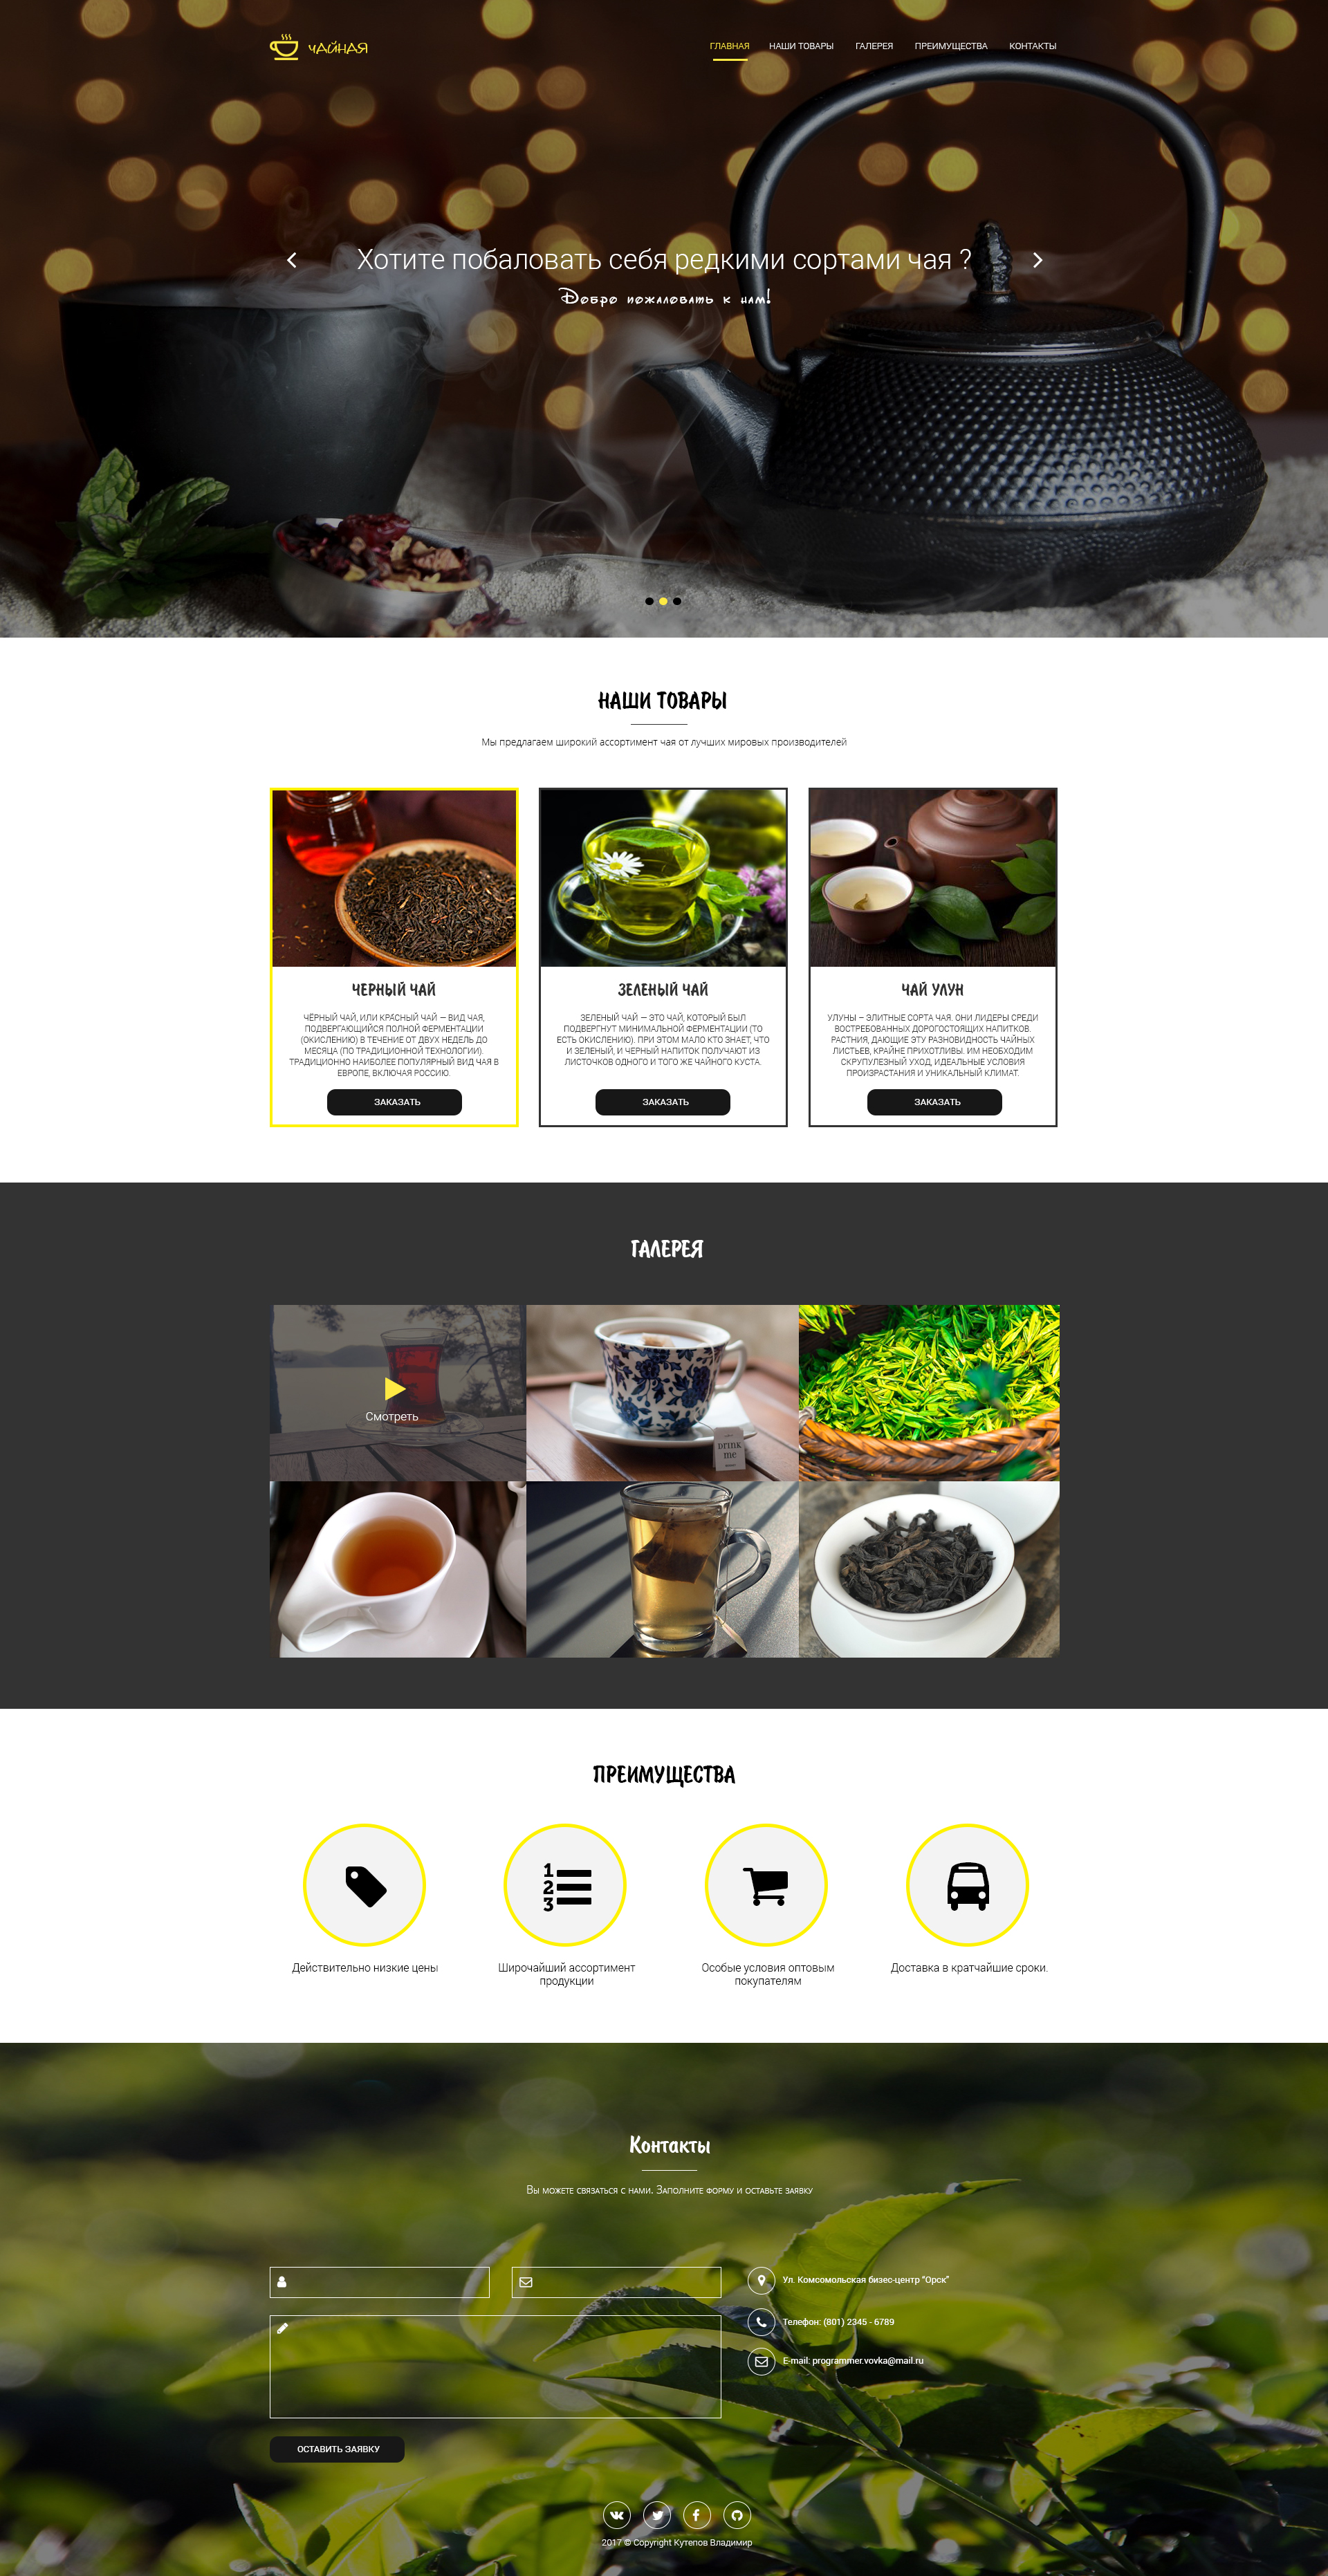 ЧАЙНАЯ
ГЛАВНАЯ НАШИ ТОВАРЫ ГАЛЕРЕЯ ПРЕИМУЩЕСТВА КОНТАКТЫ
Хотите побаловать себя редкими сортами чая ?
Добро пожаловать к нам!
НАШИ ТОВАРЫ
Мы предлагаем широкий ассортимент чая от лучших мировых производителей
ЧЕРНЫЙ ЧАЙ
ЧЁРНЫЙ ЧАЙ, ИЛИ КРА́СНЫЙ ЧАЙ — ВИД ЧАЯ,
ПОДВЕРГАЮЩИЙСЯ ПОЛНОЙ ФЕРМЕНТАЦИИ
(ОКИСЛЕНИЮ) В ТЕЧЕНИЕ ОТ ДВУХ НЕДЕЛЬ ДО
МЕСЯЦА (ПО ТРАДИЦИОННОЙ ТЕХНОЛОГИИ).
ТРАДИЦИОННО НАИБОЛЕЕ ПОПУЛЯРНЫЙ ВИД ЧАЯ В
ЕВРОПЕ, ВКЛЮЧАЯ РОССИЮ.
ЗАКАЗАТЬ
ЗЕЛЕНЫЙ ЧАЙ
ЗЕЛЕНЫЙ ЧАЙ — ЭТО ЧАЙ, КОТОРЫЙ БЫЛ
ПОДВЕРГНУТ МИНИМАЛЬНОЙ ФЕРМЕНТАЦИИ (ТО
ЕСТЬ ОКИСЛЕНИЮ). ПРИ ЭТОМ МАЛО КТО ЗНАЕТ, ЧТО
И ЗЕЛЕНЫЙ, И ЧЕРНЫЙ НАПИТОК ПОЛУЧАЮТ ИЗ
ЛИСТОЧКОВ ОДНОГО И ТОГО ЖЕ ЧАЙНОГО КУСТА.
ЗАКАЗАТЬ
ЧАЙ УЛУН
УЛУНЫ – ЭЛИТНЫЕ СОРТА ЧАЯ. ОНИ ЛИДЕРЫ СРЕДИ
ВОСТРЕБОВАННЫХ ДОРОГОСТОЯЩИХ НАПИТКОВ.
РАСТНИЯ, ДАЮЩИЕ ЭТУ РАЗНОВИДНОСТЬ ЧАЙНЫХ
ЛИСТЬЕВ, КРАЙНЕ ПРИХОТЛИВЫ. ИМ НЕОБХОДИМ
СКРУПУЛЕЗНЫЙ УХОД, ИДЕАЛЬНЫЕ УСЛОВИЯ
ПРОИЗРАСТАНИЯ И УНИКАЛЬНЫЙ КЛИМАТ.
ЗАКАЗАТЬ
ГАЛЕРЕЯ
Смотреть
DRINK
ME
ПРЕИМУЩЕСТВА
1
2
3
Действительно низкие цены
Широчайший ассортимент
продукции
Особые условия оптовым
покупателям
Доставка в кратчайшие сроки.
Контакты
Вы можете связаться с нами. Заполните форму и оставьте заявку
Ул. Комсомольская бизес-центр "Орск"
Телефон: (801) 2345 - 6789
E-mail: programmer.vovka@mail.ru
ОСТАВИТЬ ЗАЯВКУ
2017 © Copyright Кутепов Владимир